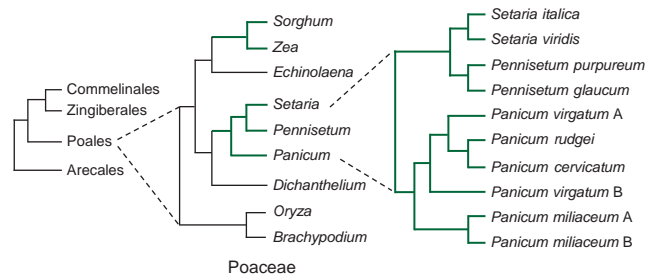 Commelinales
Zingiberales
Poales
Arecales
Sorghum
Zea
Echinolaena
Setaria
Pennisetum
Panicum
Dichanthelium
Oryza
Brachypodium
Poaceae
Setaria italica
Setaria viridis
Pennisetum purpureum
Pennisetum glaucum
Panicum virgatum A
Panicum rudgei
Panicum cervicatum
Panicum virgatum B
Panicum miliaceum A
Panicum miliaceum B